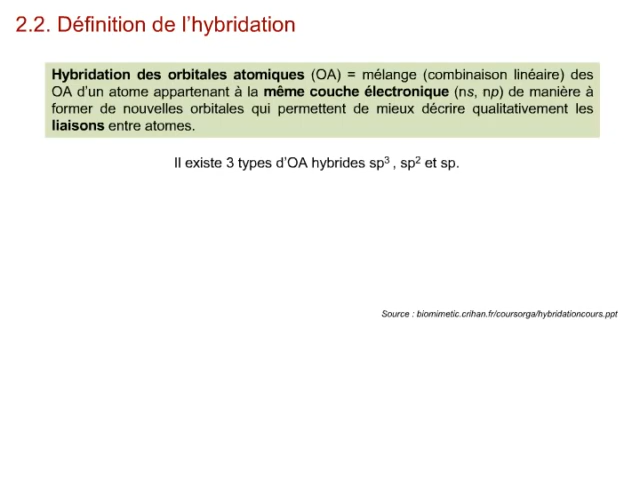 2.2. Définition de l’hybridation
Hybridation des orbitales atomiques (OA) = mélange (combinaison linéaire) des
OA d’un atome appartenant à la même couche électronique (ns, np) de manière à
former de nouvelles orbitales qui permettent de mieux décrire qualitativement les
liaisons entre atomes.
Il existe 3 types d’OA hybrides sp³ , sp² et sp.
Source : biomimetic.crihan.fr/coursorga/hybridationcours.ppt